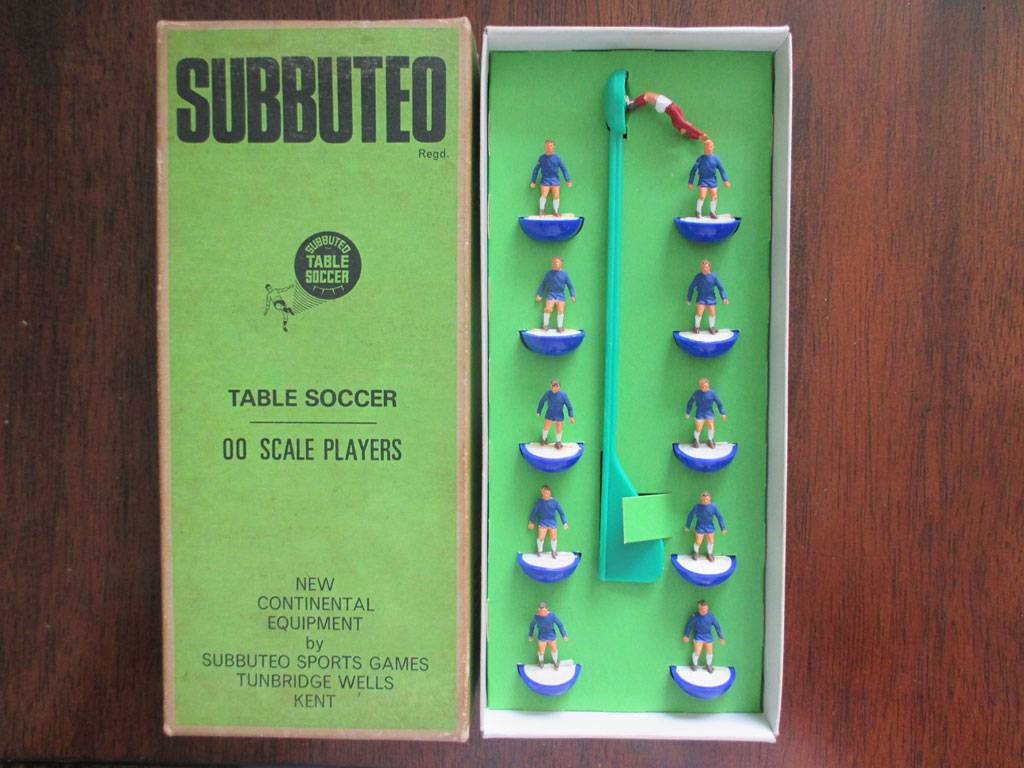 SUBBUTEO
Regd.
SUBBUTEO
TABLE
SOCCER
TABLE SOCCER
00 SCALE PLAYERS
NEW
CONTINENTAL
EQUIPMENT
by
SUBBUTEO SPORTS GAMES
TUNBRIDGE WELLS
KENT